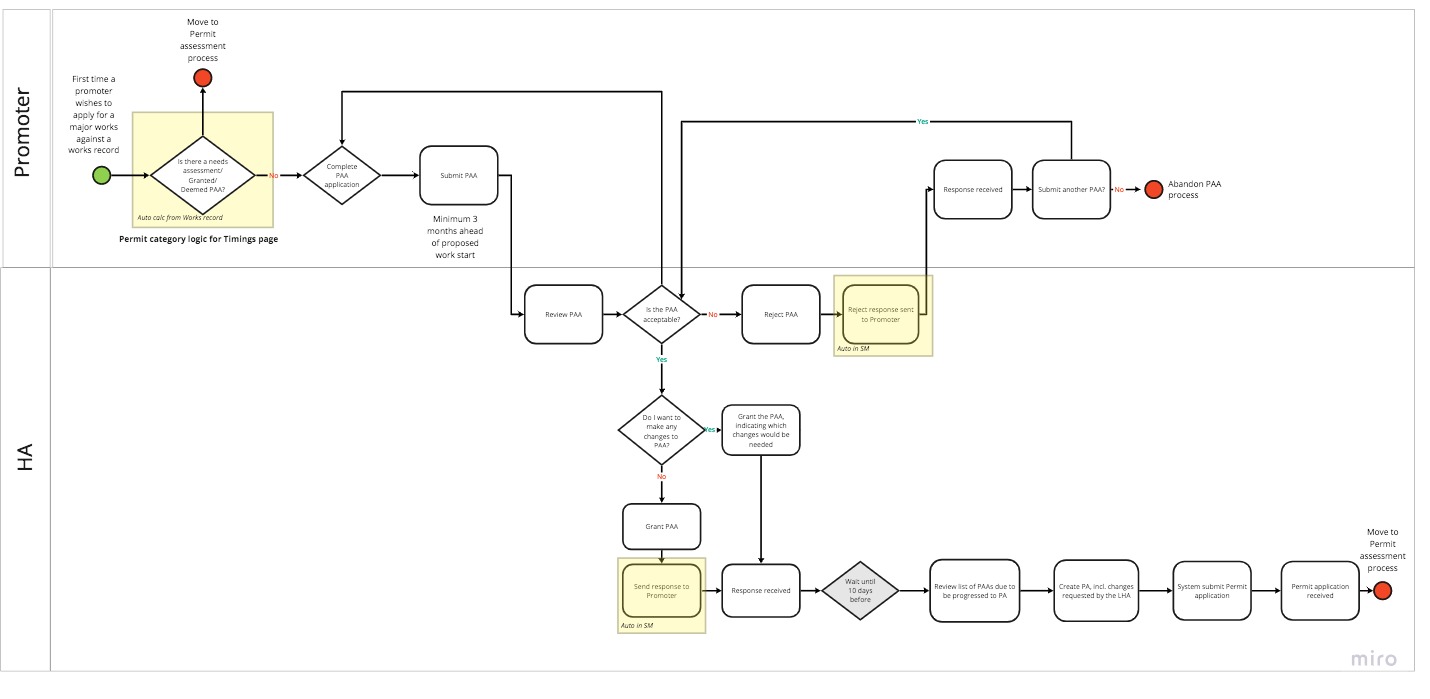 Promoter
Move to
Permit
assessment
process
First time a
promoter
wishes to
apply for a
major works
against a
works record
Is there a needs
assessment/
Granted/
Deemed PAA?
Auto calc from Works record
Permit category logic for Timings page
No
Complete
PAA
application
Submit PAA
Minimum 3
months ahead
of proposed
work start
Yes
Response received
Submit another PAA?
No
Abandon PAA
process
HA
Review PAA
Is the PAA
acceptable?
No
Reject PAA
Reject response sent
to Promoter
Auto in SM
Yes
Do I want to
make any
changes to
PAA?
Yes
Grant the PAA,
indicating which
changes would be
needed
No
Grant PAA
Send response to
Promoter
Auto in SM
Response received
Wait until
10 days
before
Review list of PAAs due to
be progressed to PA
Create PA, incl. changes
requested by the LHA
System submit Permit
application
Permit application
received
Move to
Permit
assessment
process
miro